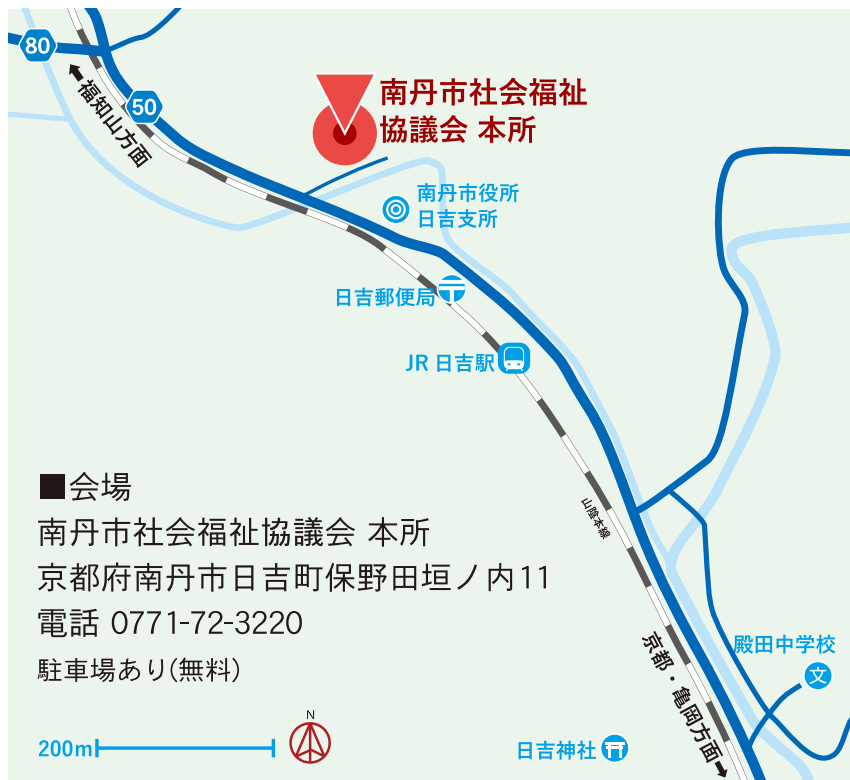 80
50
福知山方面
南丹市社会福祉
協議会 本所
南丹市役所
日吉支所
日吉郵便局
JR 日吉駅
山陰本線
■会場
南丹市社会福祉協議会 本所
京都府南丹市日吉町保野田垣ノ内11
電話 0771-72-3220
駐車場あり(無料)
京都・亀岡方面
殿田中学校
文
200m
N
日吉神社